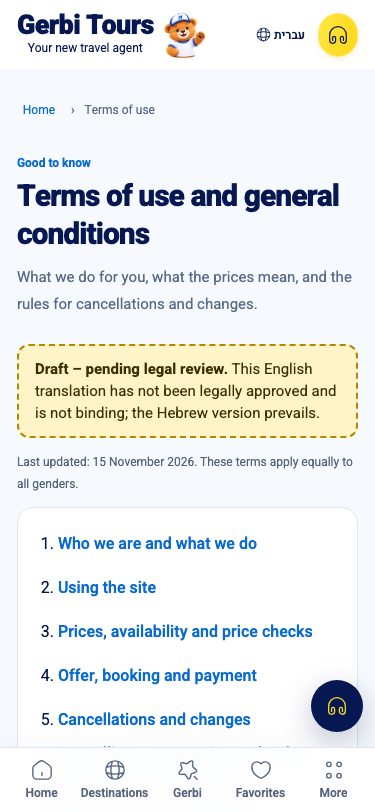 Gerbi Tours
Your new travel agent
עברית
Home › Terms of use
Good to know
Terms of use and general
conditions
What we do for you, what the prices mean, and the
rules for cancellations and changes.
Draft – pending legal review. This English
translation has not been legally approved and
is not binding; the Hebrew version prevails.
Last updated: 15 November 2026. These terms apply equally to
all genders.
1. Who we are and what we do
2. Using the site
3. Prices, availability and price checks
4. Offer, booking and payment
5. Cancellations and changes
Home Destinations Gerbi Favorites More